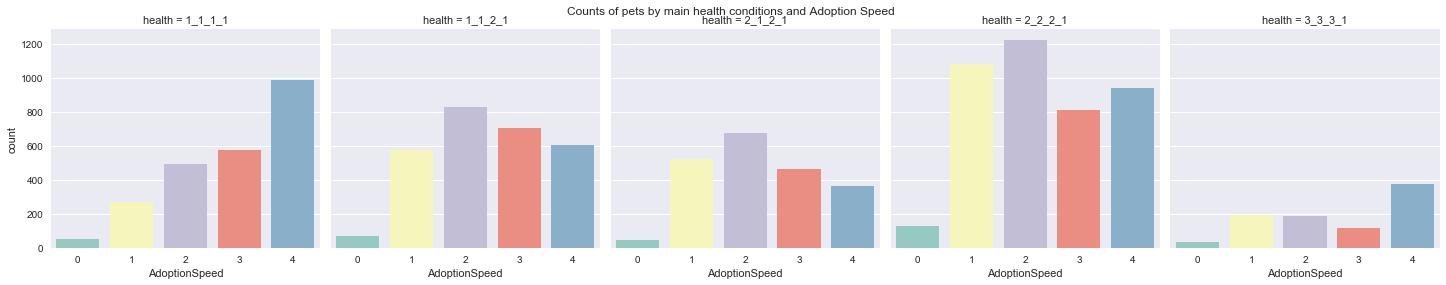 Counts of pets by main health conditions and Adoption Speed
health = 1_1_1_1
health = 1_1_2_1
health = 2_1_2_1
health = 2_2_2_1
health = 3_3_3_1
count
1200
1000
800
600
400
200
0
0 1 2 3 4
0 1 2 3 4
0 1 2 3 4
0 1 2 3 4
0 1 2 3 4
AdoptionSpeed
AdoptionSpeed
AdoptionSpeed
AdoptionSpeed
AdoptionSpeed